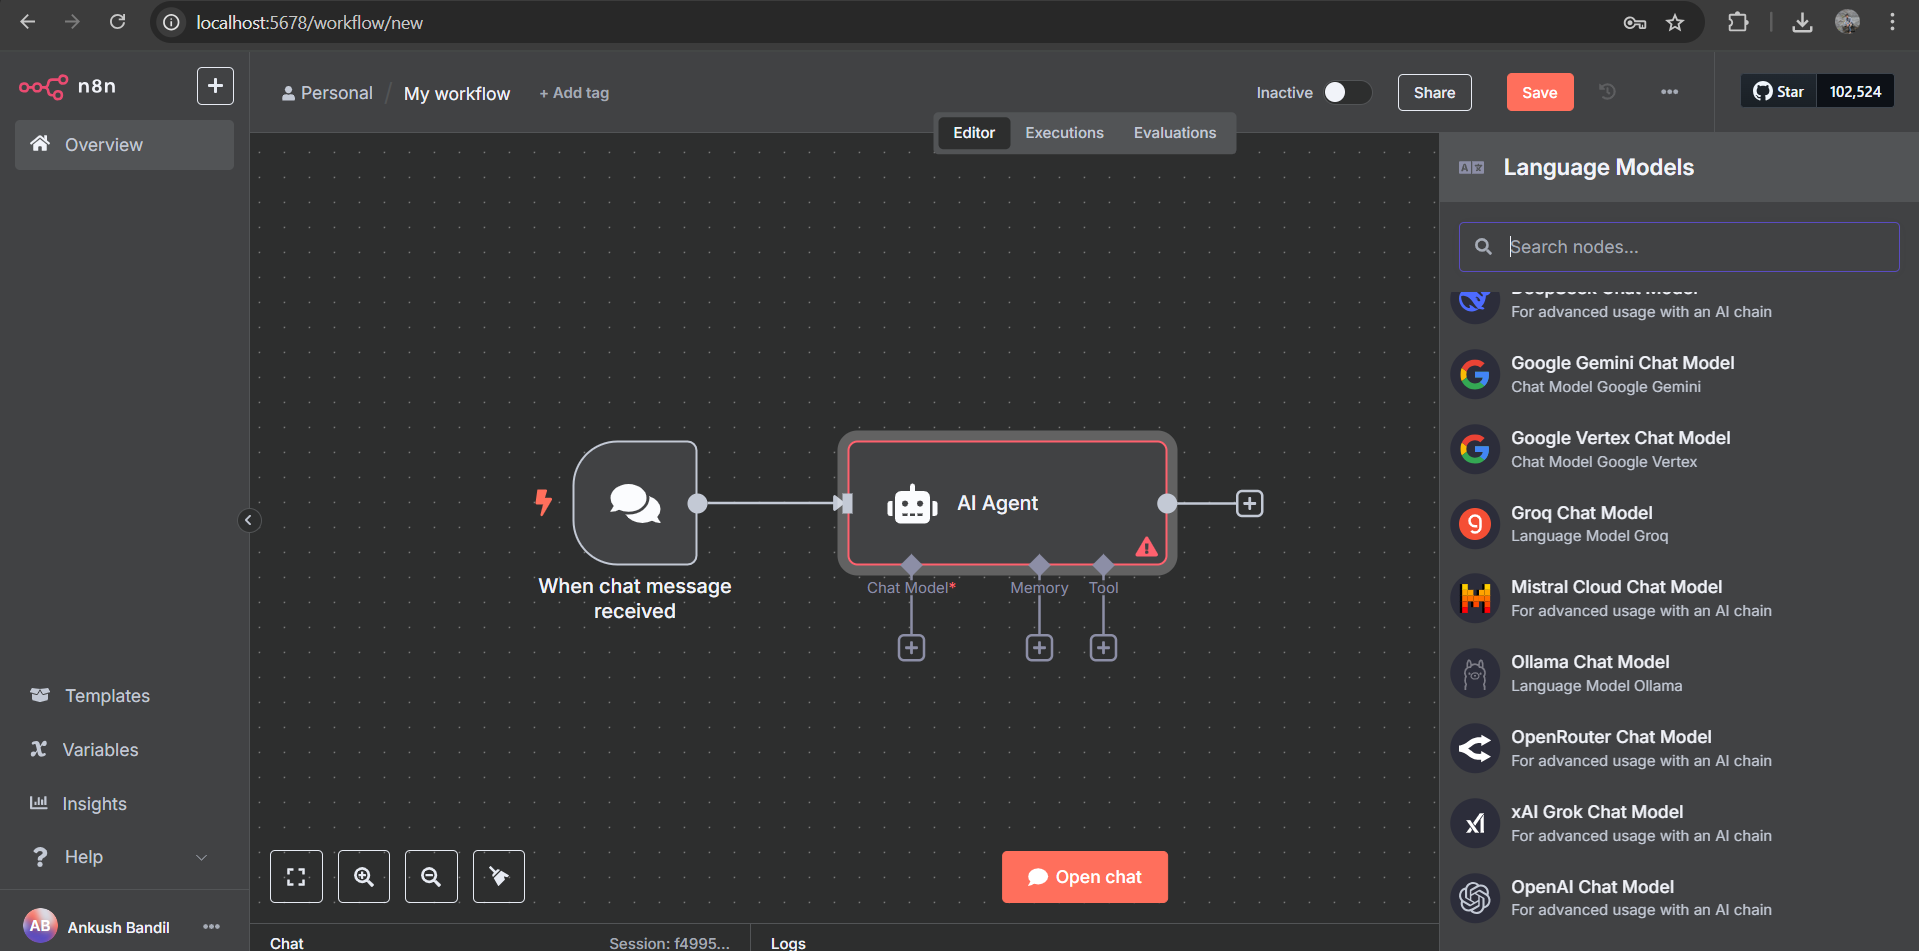 localhost:5678/workflow/new
n8n
Personal / My workflow + Add tag
Inactive
Share
Save
Star 102,524
Overview
Editor Executions Evaluations
Language Models
Search nodes...
DeepSeek Chat Model
For advanced usage with an AI chain
Google Gemini Chat Model
Chat Model Google Gemini
Google Vertex Chat Model
Chat Model Google Vertex
Groq Chat Model
Language Model Groq
Mistral Cloud Chat Model
For advanced usage with an AI chain
Ollama Chat Model
Language Model Ollama
OpenRouter Chat Model
For advanced usage with an AI chain
xAI Grok Chat Model
For advanced usage with an AI chain
OpenAI Chat Model
For advanced usage with an AI chain
AI Agent
When chat message
received
Chat Model*
Memory
Tool
Templates
Variables
Insights
Help
AB Ankush Bandil
Open chat
Chat
Session: f4995...
Logs